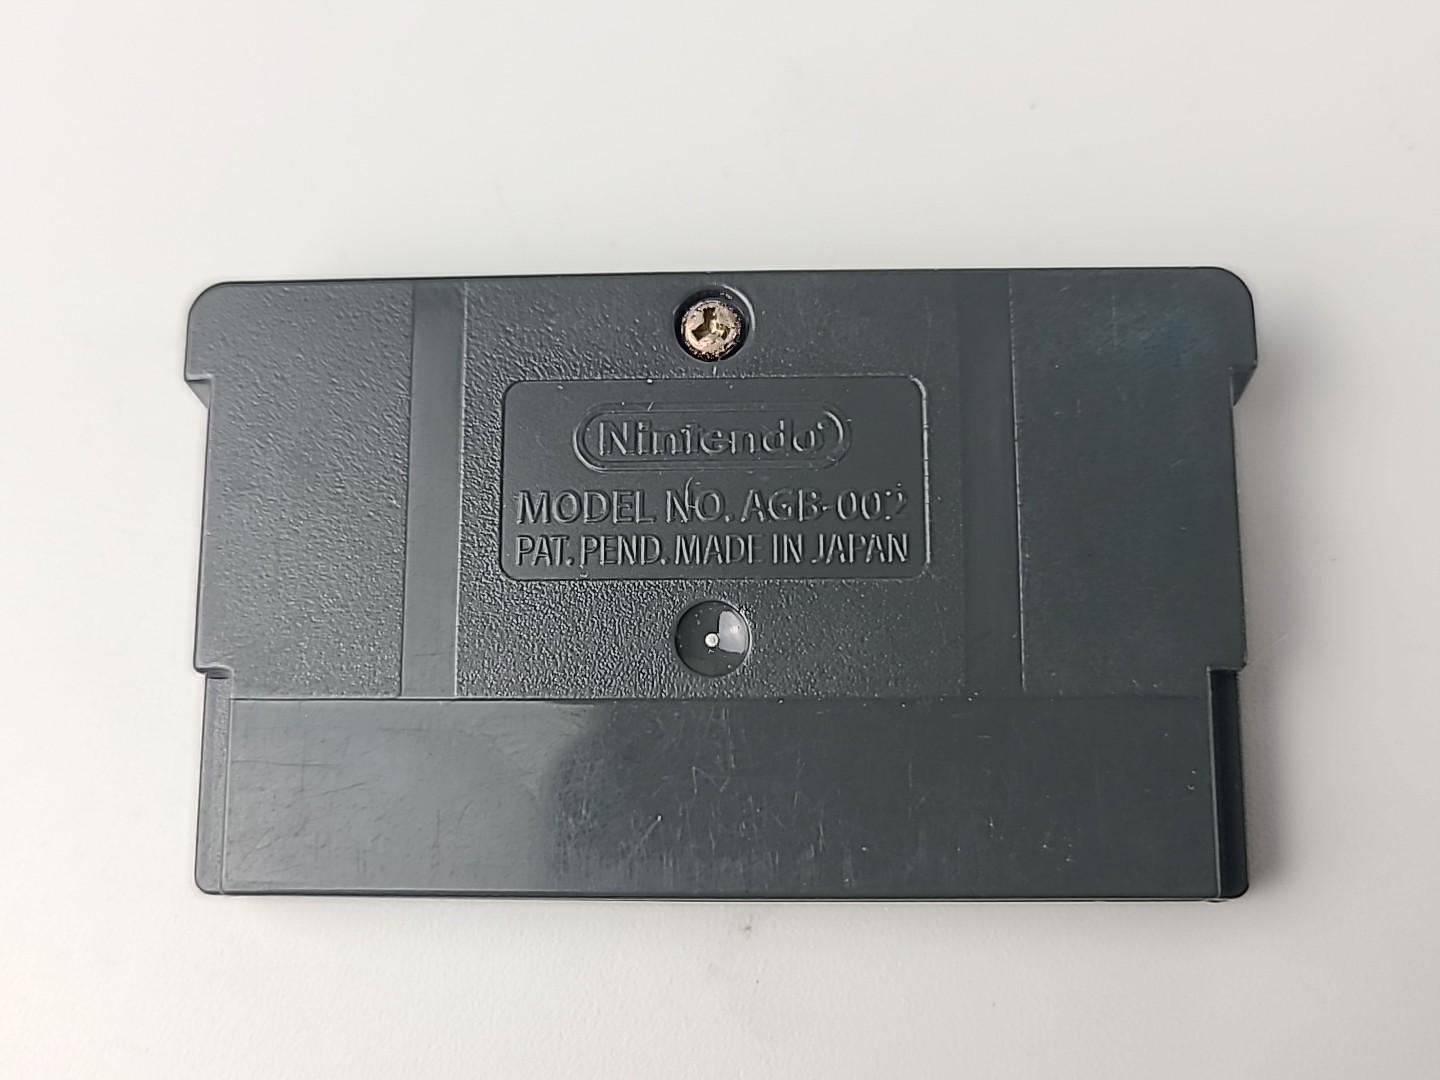 Nintendo®
MODEL NO. AGB-002
PAT. PEND. MADE IN JAPAN